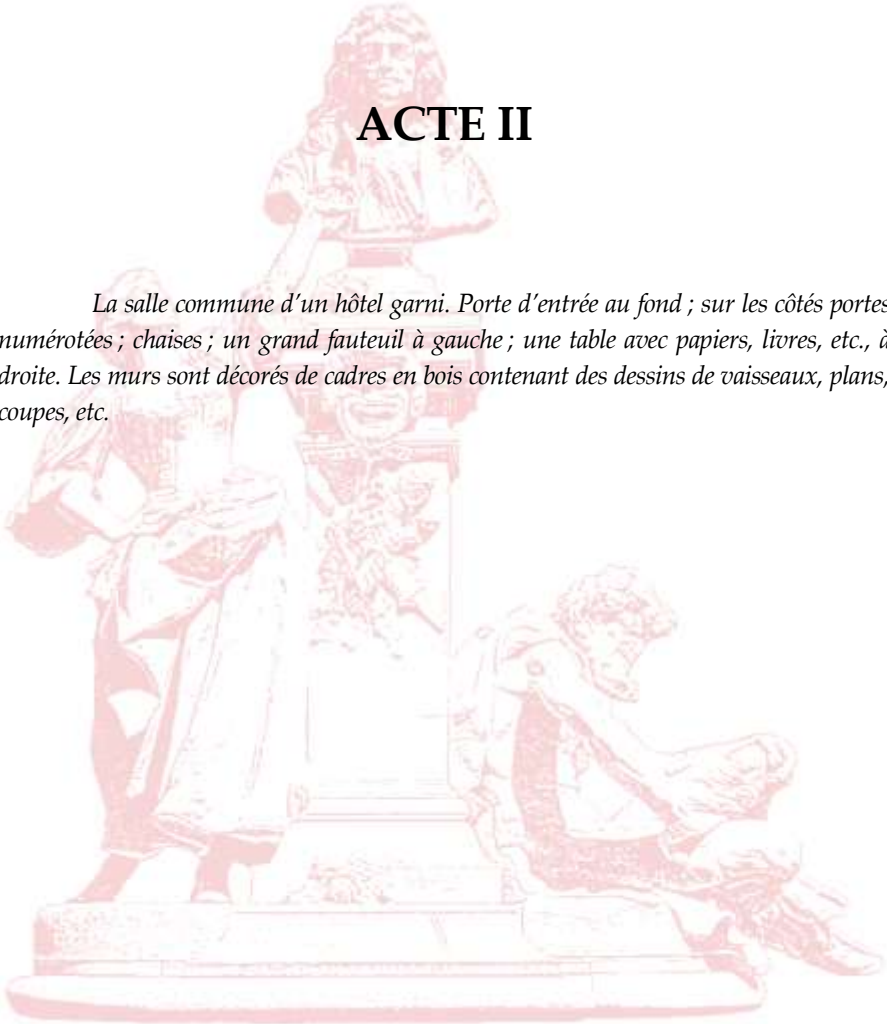 ACTE II
La salle commune d’un hôtel garni. Porte d’entrée au fond ; sur les côtés portes
numérotées ; chaises ; un grand fauteuil à gauche ; une table avec papiers, livres, etc., à
droite. Les murs sont décorés de cadres en bois contenant des dessins de vaisseaux, plans,
coupes, etc.